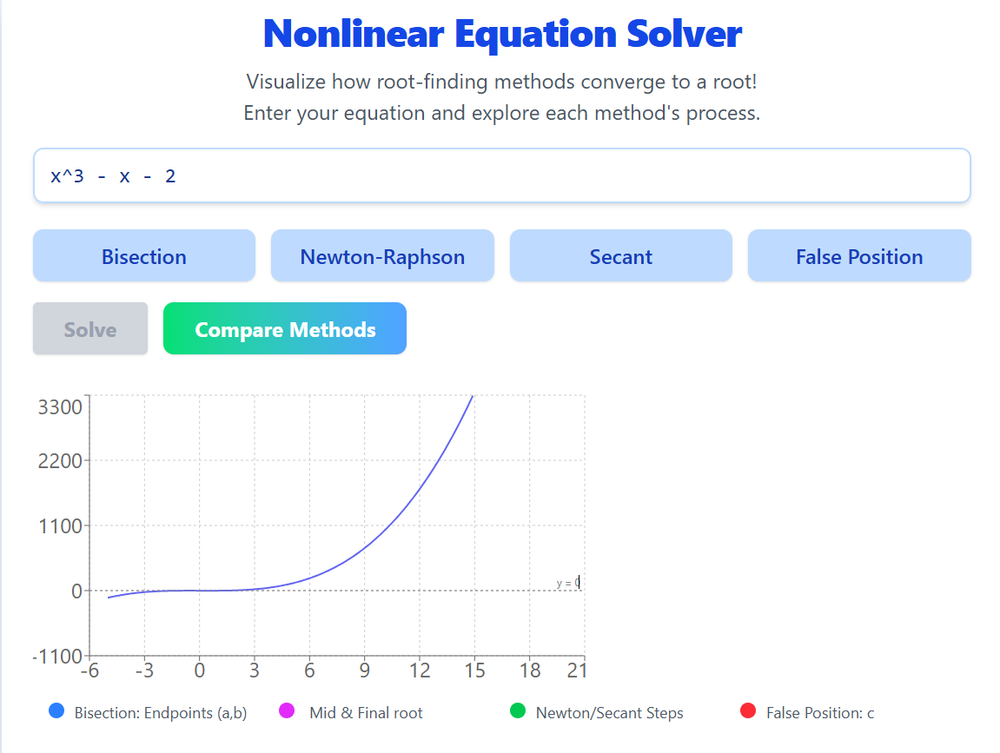 Nonlinear Equation Solver
Visualize how root-finding methods converge to a root!
Enter your equation and explore each method's process.
x^3 - x - 2
Bisection Newton-Raphson Secant False Position
Solve Compare Methods
3300
2200
1100
y = 0
0
-1100
-6 -3 0 3 6 9 12 15 18 21
Bisection: Endpoints (a,b) Mid & Final root Newton/Secant Steps False Position: c